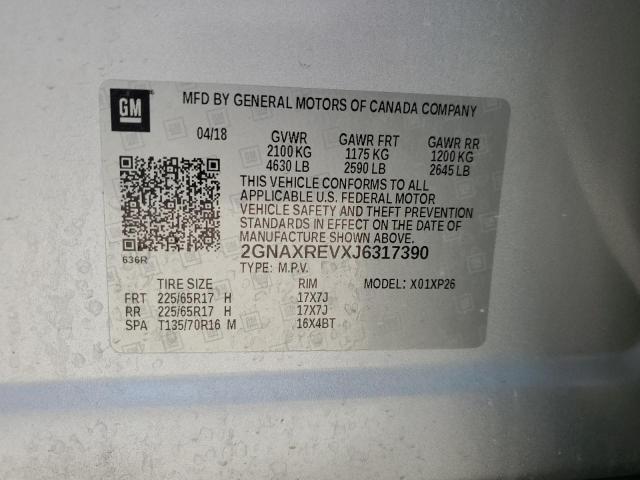 GM
MFD BY GENERAL MOTORS OF CANADA COMPANY
04/18 GVWR GAWR FRT GAWR RR
2100 KG 1175 KG 1200 KG
4630 LB 2590 LB 2645 LB
THIS VEHICLE CONFORMS TO ALL
APPLICABLE U.S. FEDERAL MOTOR
VEHICLE SAFETY AND THEFT PREVENTION
STANDARDS IN EFFECT ON THE DATE OF
MANUFACTURE SHOWN ABOVE.
636R
2GNAXREVXJ6317390
TYPE: M.P.V.
TIRE SIZE RIM MODEL: X01XP26
FRT 225/65R17 H 17X7J
RR 225/65R17 H 17X7J
SPA T135/70R16 M 16X4BT